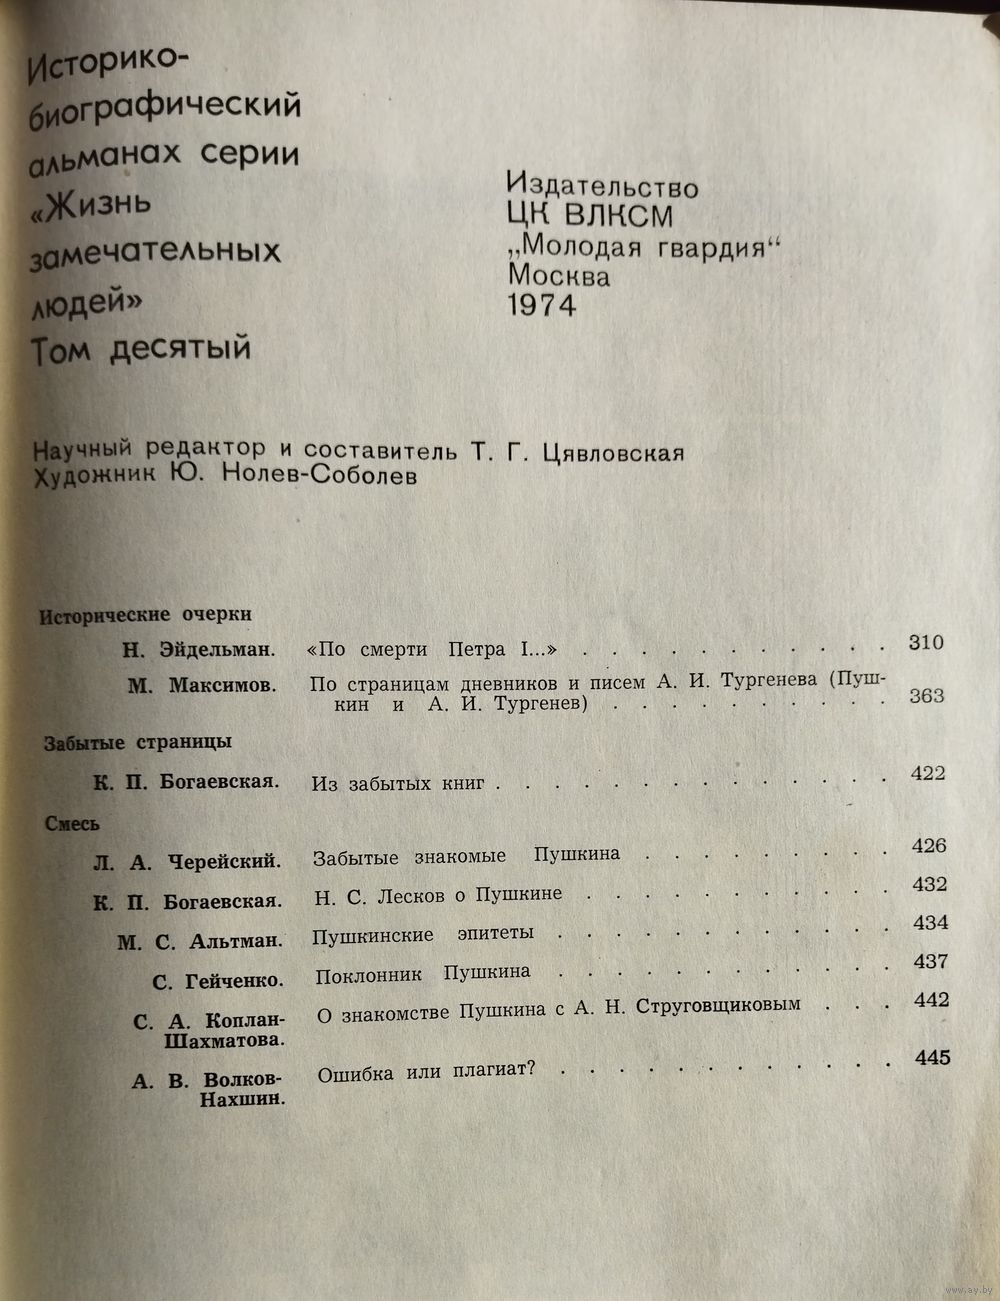 Историко-
биографический
альманах серии
«Жизнь
замечательных
людей»
Том десятый
Издательство
ЦК ВЛКСМ
„Молодая гвардия“
Москва
1974
Научный редактор и составитель Т. Г. Цявловская
Художник Ю. Нолев-Соболев
Исторические очерки
Н. Эйдельман. «По смерти Петра I...» . . . . . . . . . . . 310
М. Максимов. По страницам дневников и писем А. И. Тургенева (Пуш-
кин и А. И. Тургенев) . . . . . . . . . . 363
Забытые страницы
К. П. Богаевская. Из забытых книг . . . . . . . . . . . . . . 422
Смесь
Л. А. Черейский. Забытые знакомые Пушкина . . . . . . . . . 426
К. П. Богаевская. Н. С. Лесков о Пушкине . . . . . . . . . . . 432
М. С. Альтман. Пушкинские эпитеты . . . . . . . . . . . . 434
С. Гейченко. Поклонник Пушкина . . . . . . . . . . . . 437
С. А. Коплан- О знакомстве Пушкина с А. Н. Струговщиковым . . . 442
Шахматова.
А. В. Волков- Ошибка или плагиат? . . . . . . . . . . . . 445
Нахшин.
www.ay.by